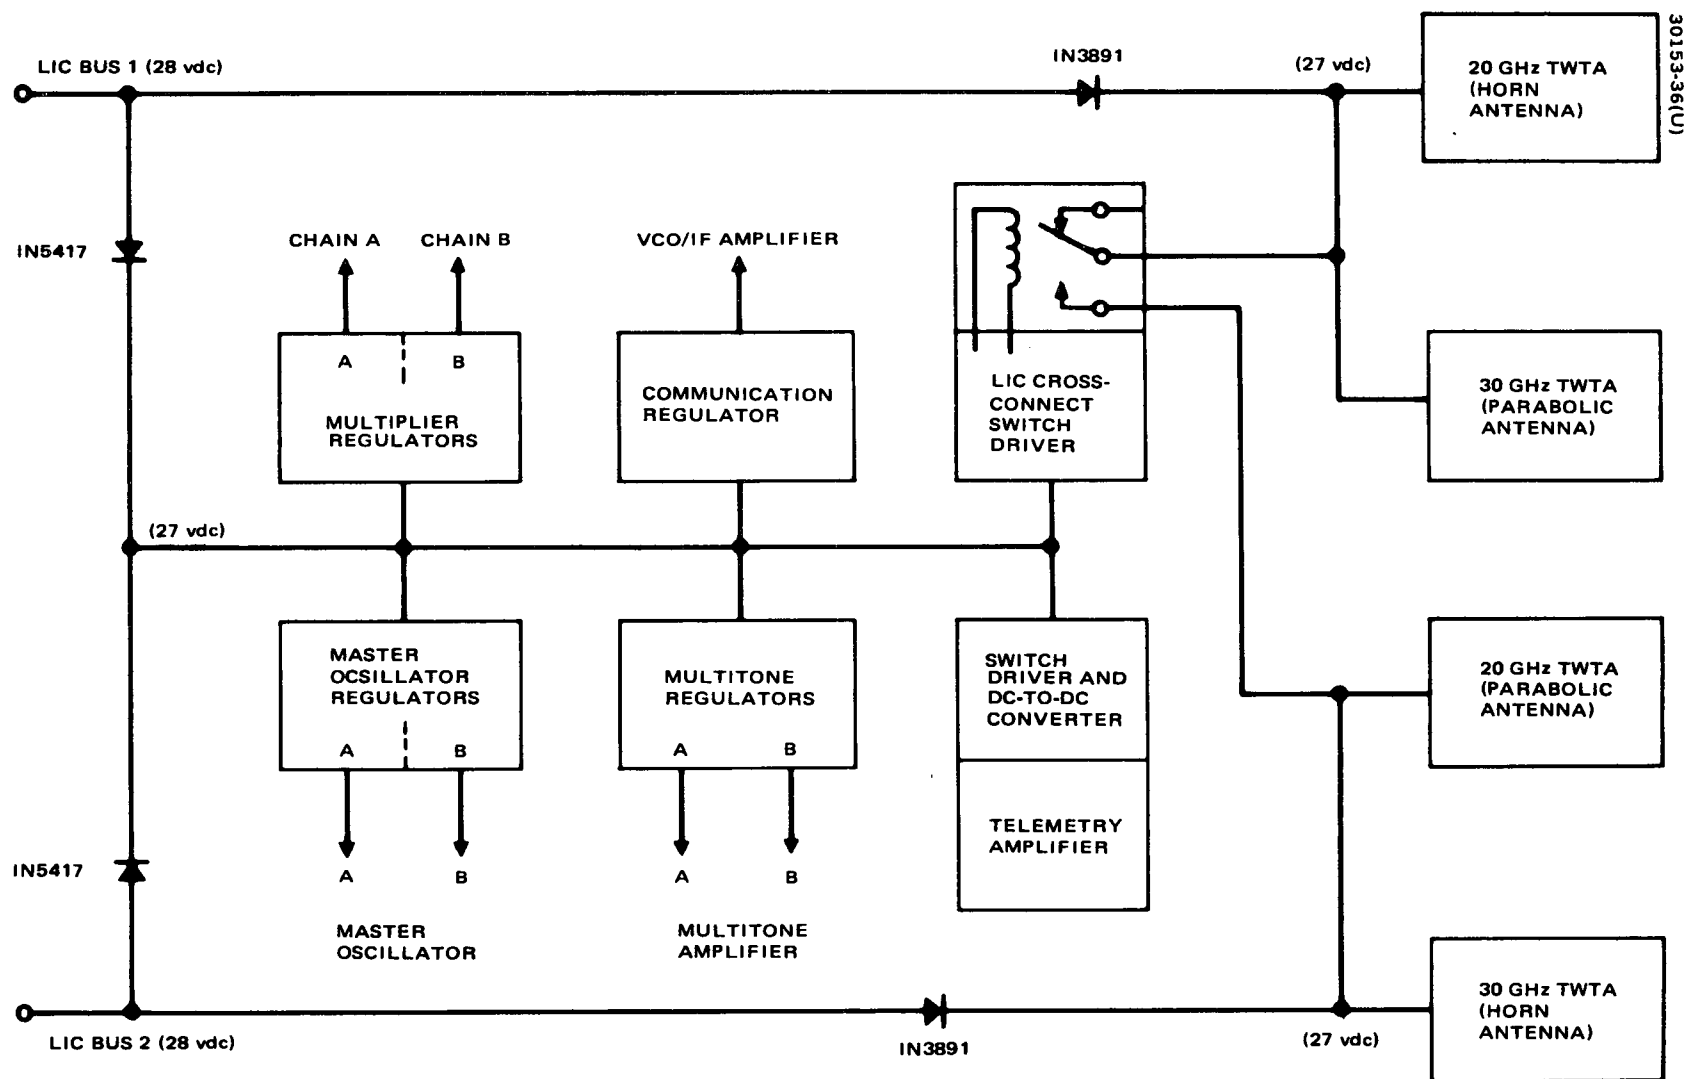 30153-36(U)
LIC BUS 1 (28 vdc)
IN3891
(27 vdc)
20 GHz TWTA
(HORN
ANTENNA)
IN5417
CHAIN A
CHAIN B
VCO/IF AMPLIFIER
A
B
MULTIPLIER
REGULATORS
COMMUNICATION
REGULATOR
LIC CROSS-
CONNECT
SWITCH
DRIVER
30 GHz TWTA
(PARABOLIC
ANTENNA)
(27 vdc)
MASTER
OCSILLATOR
REGULATORS
A
B
MULTITONE
REGULATORS
A
B
SWITCH
DRIVER AND
DC-TO-DC
CONVERTER
TELEMETRY
AMPLIFIER
20 GHz TWTA
(PARABOLIC
ANTENNA)
IN5417
A
B
MASTER
OSCILLATOR
A
B
MULTITONE
AMPLIFIER
LIC BUS 2 (28 vdc)
IN3891
(27 vdc)
30 GHz TWTA
(HORN
ANTENNA)